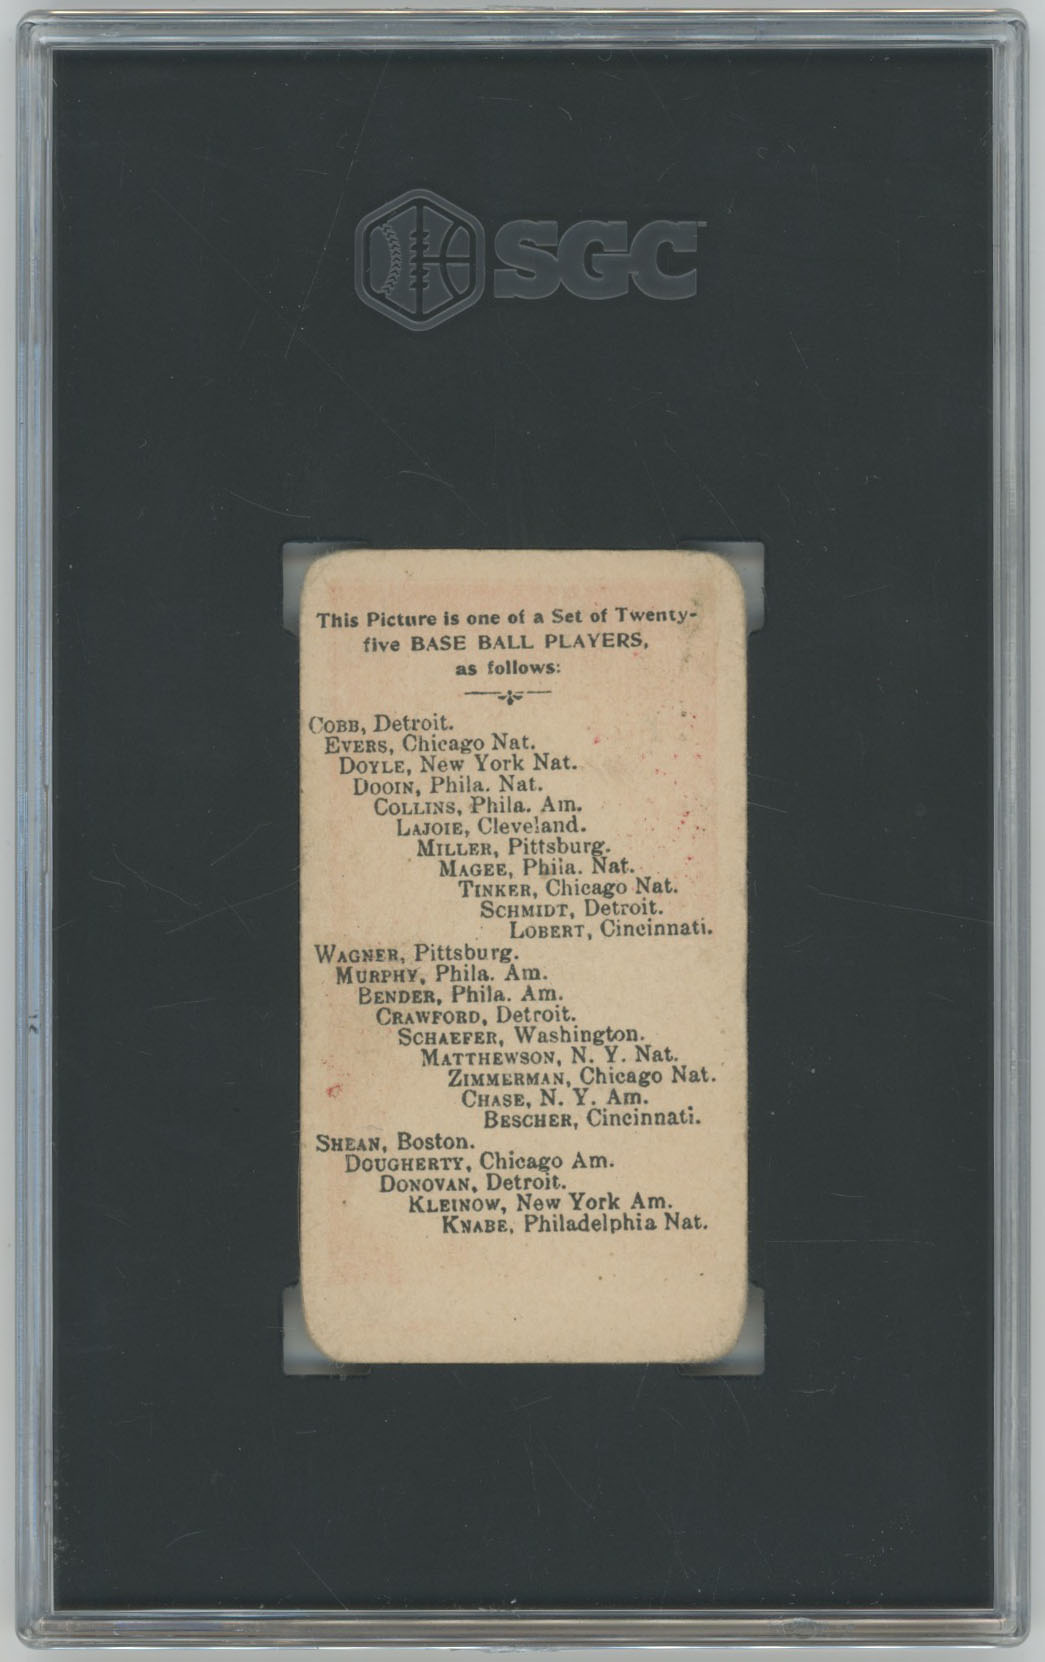 SGC
This Picture is one of a Set of Twenty-
five BASE BALL PLAYERS,
as follows:
COBB, Detroit.
EVERS, Chicago Nat.
DOYLE, New York Nat.
DOOIN, Phila. Nat.
COLLINS, Phila. Am.
LAJOIE, Cleveland.
MILLER, Pittsburg.
MAGEE, Phila. Nat.
TINKER, Chicago Nat.
SCHMIDT, Detroit.
LOBERT, Cincinnati.
WAGNER, Pittsburg.
MURPHY, Phila. Am.
BENDER, Phila. Am.
CRAWFORD, Detroit.
SCHAEFER, Washington.
MATTHEWSON, N. Y. Nat.
ZIMMERMAN, Chicago Nat.
CHASE, N. Y. Am.
BESCHER, Cincinnati.
SHEAN, Boston.
DOUGHERTY, Chicago Am.
DONOVAN, Detroit.
KLEINOW, New York Am.
KNABE, Philadelphia Nat.